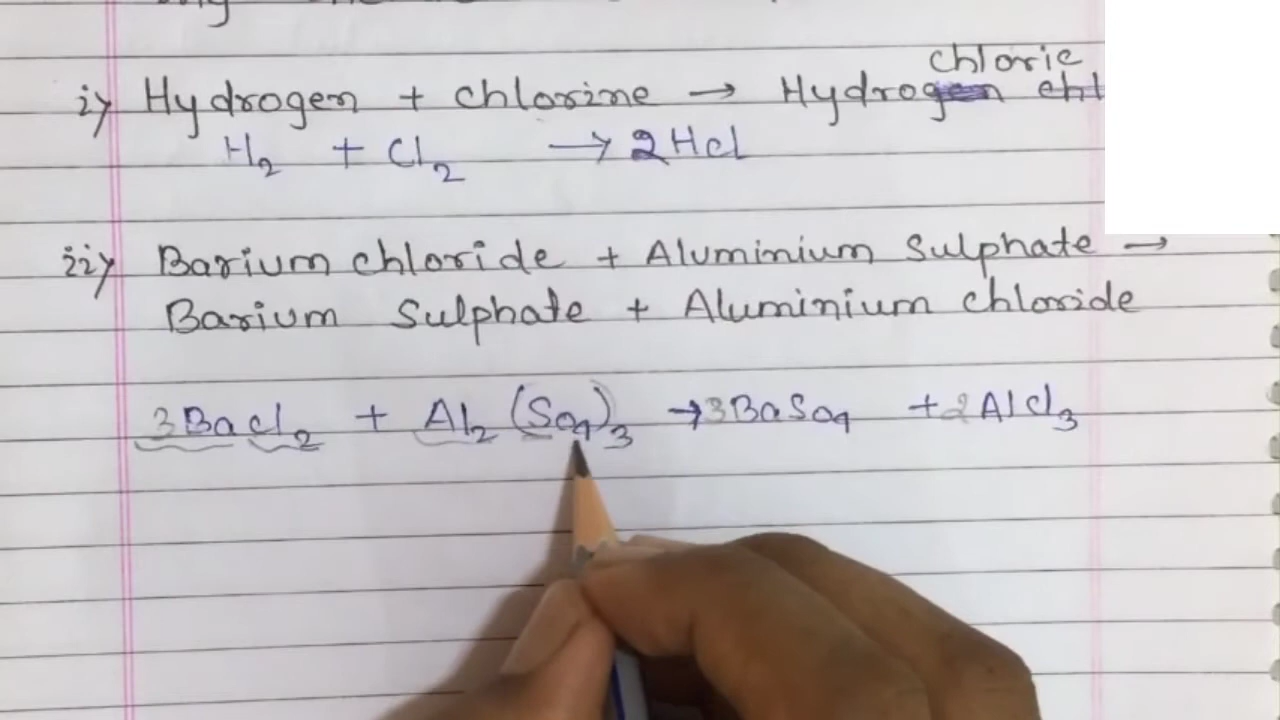 chloric
i) Hydrogen + chlorine → Hydrogen chl
H₂ + Cl₂ → 2HCl
ii) Barium chloride + Aluminium Sulphate →
Barium Sulphate + Aluminium chloride
3BaCl₂ + Al₂(SO₄)₃ → 3BaSO₄ + 2AlCl₃